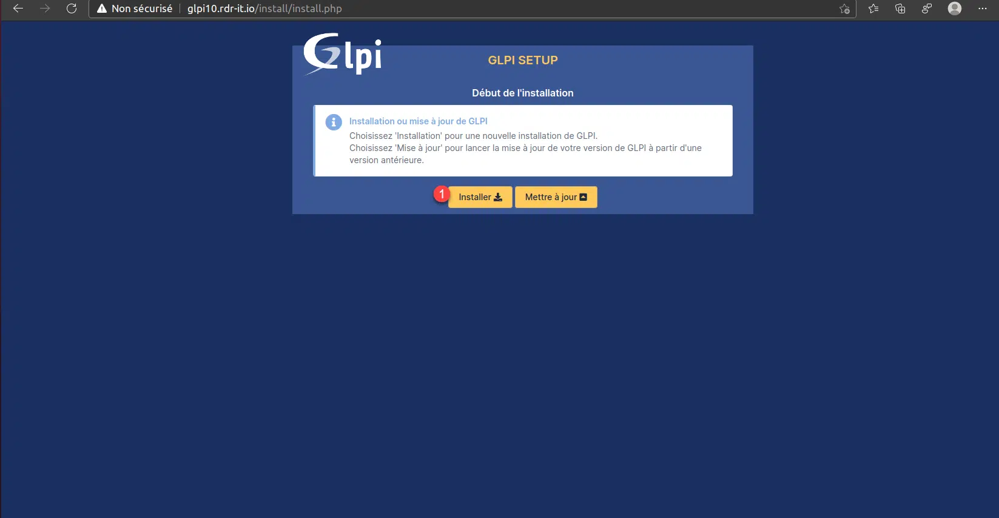 Non sécurisé glpi10.rdr-it.io/install/install.php
Glpi
GLPI SETUP
Début de l'installation
Installation ou mise à jour de GLPI
Choisissez 'Installation' pour une nouvelle installation de GLPI.
Choisissez 'Mise à jour' pour lancer la mise à jour de votre version de GLPI à partir d'une
version antérieure.
1 Installer Mettre à jour